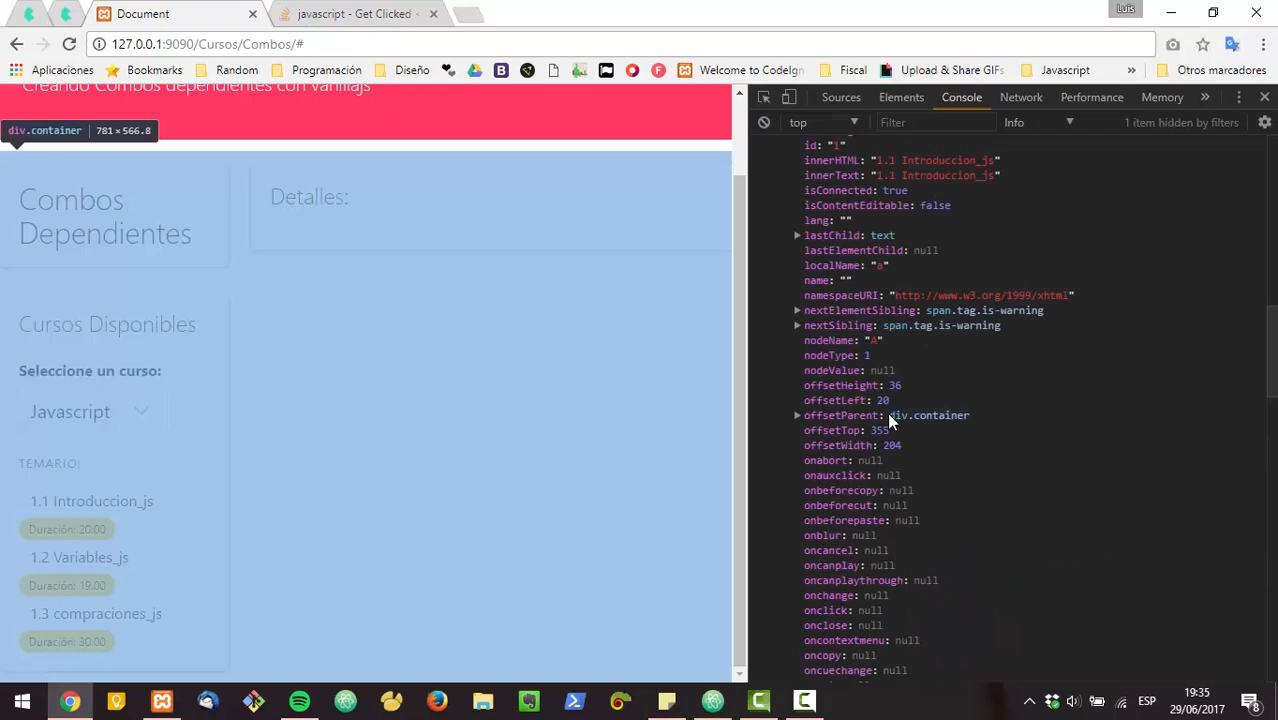 Luis
Document
javascript - Get Clicked
127.0.0.1:9090/Cursos/Combos/#
Aplicaciones
Bookmarks
Random
Programación
Diseño
Welcome to CodeIgn
Fiscal
Upload & Share GIFs
Javascript
»
Otros marcadores
Creando Combos dependientes con vanillajs
div.container | 781×566.8
Combos
Dependientes
Detalles:
Cursos Disponibles
Seleccione un curso:
Javascript
TEMARIO:
1.1 Introduccion_js
Duración: 20:00
1.2 Variables_js
Duración: 19:00
1.3 compraciones_js
Duración: 30:00
Sources Elements Console Network Performance Memory »
top Filter Info 1 item hidden by filters
id: "1"
innerHTML: "1.1 Introduccion_js"
innerText: "1.1 Introduccion_js"
isConnected: true
isContentEditable: false
lang: ""
lastChild: text
lastElementChild: null
localName: "a"
name: ""
namespaceURI: "http://www.w3.org/1999/xhtml"
nextElementSibling: span.tag.is-warning
nextSibling: span.tag.is-warning
nodeName: "A"
nodeType: 1
nodeValue: null
offsetHeight: 36
offsetLeft: 20
offsetParent: div.container
offsetTop: 355
offsetWidth: 204
onabort: null
onauxclick: null
onbeforecopy: null
onbeforecut: null
onbeforepaste: null
onblur: null
oncancel: null
oncanplay: null
oncanplaythrough: null
onchange: null
onclick: null
onclose: null
oncontextmenu: null
oncopy: null
oncuechange: null
ESP
19:35
29/06/2017
8